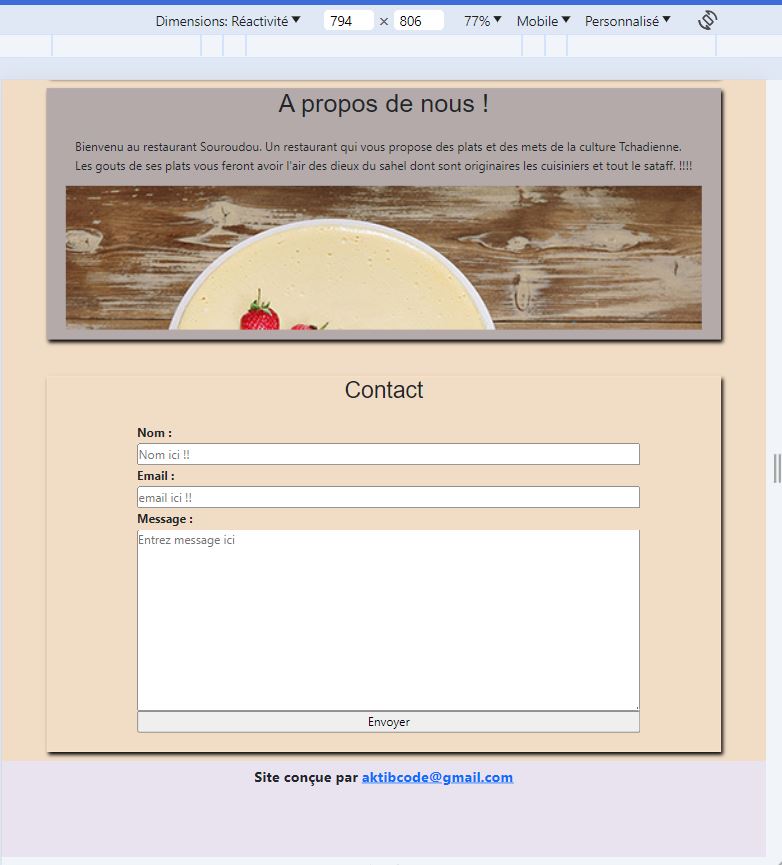 Dimensions: Réactivité ▼ 794 × 806 77% ▼ Mobile ▼ Personnalisé ▼
A propos de nous !
Bienvenu au restaurant Souroudou. Un restaurant qui vous propose des plats et des mets de la culture Tchadienne.
Les gouts de ses plats vous feront avoir l'air des dieux du sahel dont sont originaires les cuisiniers et tout le sataff. !!!!
Contact
Nom :
Nom ici !!
Email :
email ici !!
Message :
Entrez message ici
Envoyer
Site conçue par aktibcode@gmail.com